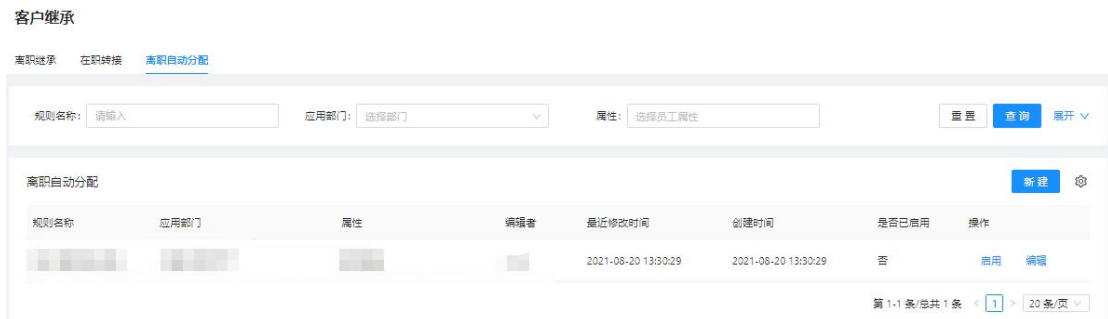 客户继承
离职继承 在职转接 离职自动分配
规则名称: 请输入 应用部门: 选择部门 属性: 选择员工属性 重置 查询 展开
离职自动分配 新建
规则名称 应用部门 属性 编辑者 最近修改时间 创建时间 是否已启用 操作
2021-08-20 13:30:29 2021-08-20 13:30:29 否 启用 编辑
第 1-1 条/总共 1 条 < 1 > 20 条/页